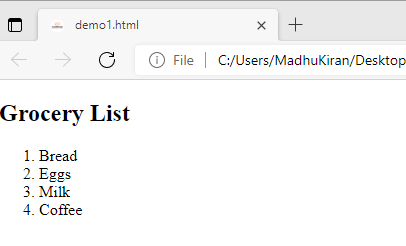 demo1.html
File | C:/Users/MadhuKiran/Desktop
Grocery List
1. Bread
2. Eggs
3. Milk
4. Coffee